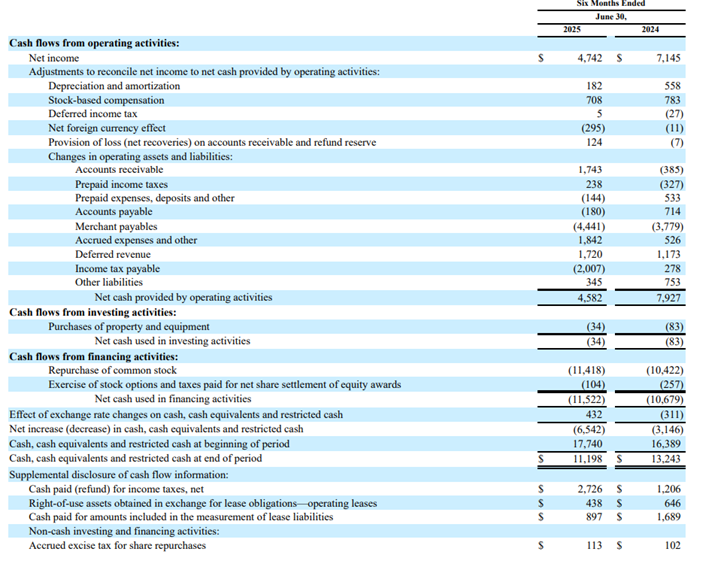 Six Months Ended
June 30,
2025 2024
Cash flows from operating activities:
Net income $ 4,742 $ 7,145
Adjustments to reconcile net income to net cash provided by operating activities:
Depreciation and amortization 182 558
Stock-based compensation 708 783
Deferred income tax 5 (27)
Net foreign currency effect (295) (11)
Provision of loss (net recoveries) on accounts receivable and refund reserve 124 (7)
Changes in operating assets and liabilities:
Accounts receivable 1,743 (385)
Prepaid income taxes 238 (327)
Prepaid expenses, deposits and other (144) 533
Accounts payable (180) 714
Merchant payables (4,441) (3,779)
Accrued expenses and other 1,842 526
Deferred revenue 1,720 1,173
Income tax payable (2,007) 278
Other liabilities 345 753
Net cash provided by operating activities 4,582 7,927
Cash flows from investing activities:
Purchases of property and equipment (34) (83)
Net cash used in investing activities (34) (83)
Cash flows from financing activities:
Repurchase of common stock (11,418) (10,422)
Exercise of stock options and taxes paid for net share settlement of equity awards (104) (257)
Net cash used in financing activities (11,522) (10,679)
Effect of exchange rate changes on cash, cash equivalents and restricted cash 432 (311)
Net increase (decrease) in cash, cash equivalents and restricted cash (6,542) (3,146)
Cash, cash equivalents and restricted cash at beginning of period 17,740 16,389
Cash, cash equivalents and restricted cash at end of period $ 11,198 $ 13,243
Supplemental disclosure of cash flow information:
Cash paid (refund) for income taxes, net $ 2,726 $ 1,206
Right-of-use assets obtained in exchange for lease obligations—operating leases $ 438 $ 646
Cash paid for amounts included in the measurement of lease liabilities $ 897 $ 1,689
Non-cash investing and financing activities:
Accrued excise tax for share repurchases $ 113 $ 102